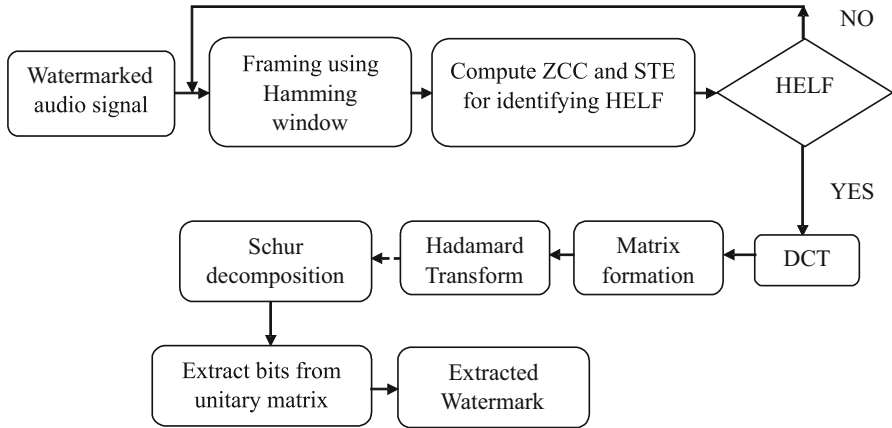 NO
Watermarked
audio signal
Framing using
Hamming
window
Compute ZCC and STE
for identifying HELF
HELF
YES
DCT
Matrix
formation
Hadamard
Transform
Schur
decomposition
Extract bits from
unitary matrix
Extracted
Watermark